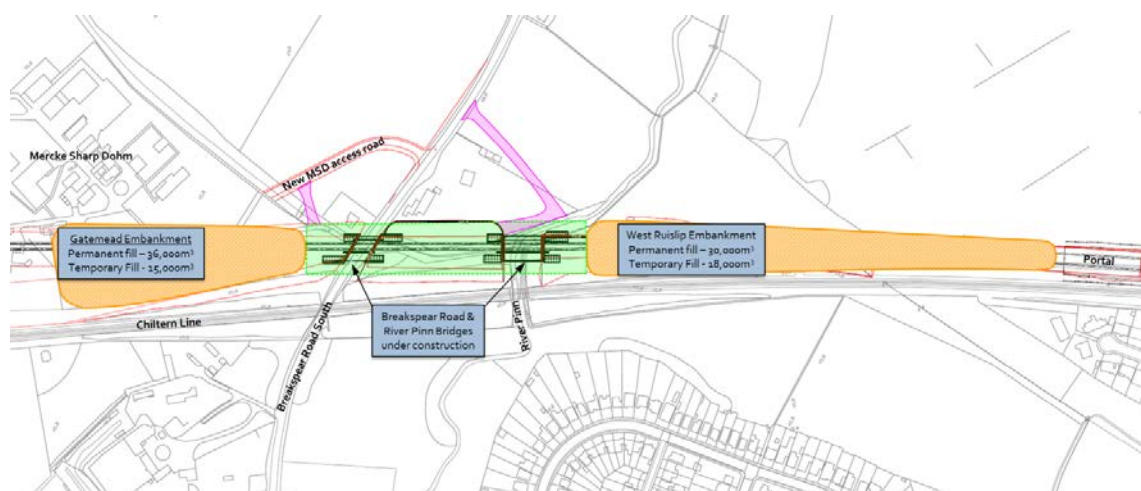 Mercke Sharp Dohm
New MSD access road
Gatemead Embankment
Permanent fill – 36,000m³
Temporary Fill - 15,000m³
West Ruislip Embankment
Permanent fill – 30,000m³
Temporary Fill - 18,000m³
Portal
Chiltern Line
Breakspear Road South
Breakspear Road &
River Pinn Bridges
under construction
River Pinn